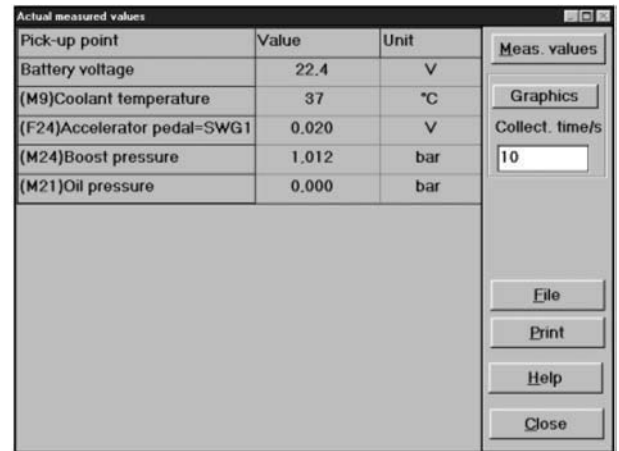 Actual measured values
Pick-up point Value Unit
Battery voltage 22.4 V
(M9)Coolant temperature 37 °C
(F24)Accelerator pedal=SWG1 0.020 V
(M24)Boost pressure 1.012 bar
(M21)Oil pressure 0.000 bar
Meas. values
Graphics
Collect. time/s
10
File
Print
Help
Close